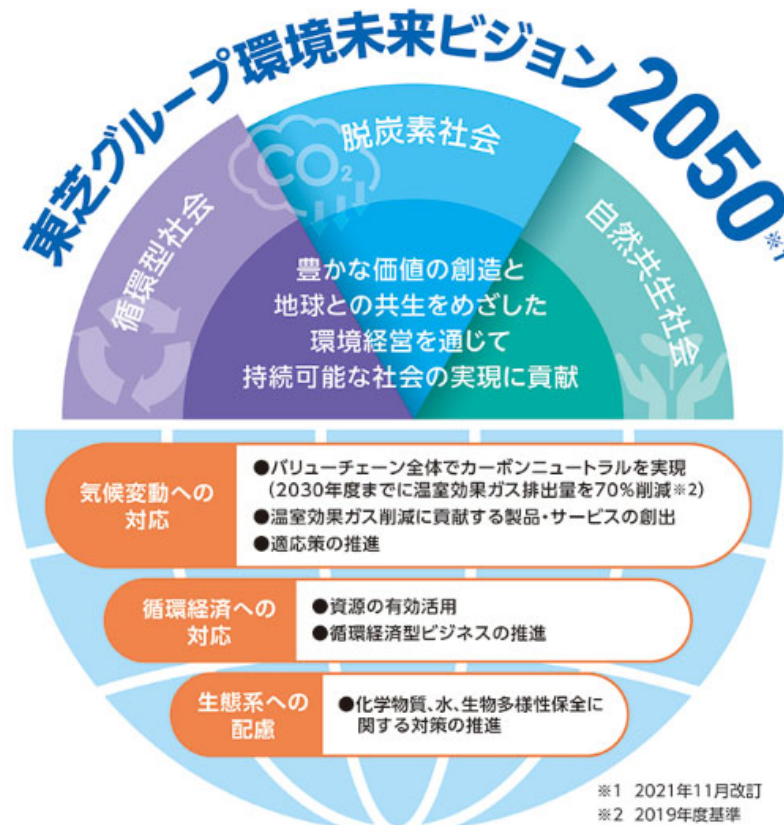 東芝グループ環境未来ビジョン2050※1
脱炭素社会
CO2
循環型社会
自然共生社会
豊かな価値の創造と
地球との共生をめざした
環境経営を通じて
持続可能な社会の実現に貢献
気候変動への
対応
●バリューチェーン全体でカーボンニュートラルを実現
(2030年度までに温室効果ガス排出量を70%削減※2)
●温室効果ガス削減に貢献する製品・サービスの創出
●適応策の推進
循環経済への
対応
●資源の有効活用
●循環経済型ビジネスの推進
生態系への
配慮
●化学物質、水、生物多様性保全に
関する対策の推進
※1 2021年11月改訂
※2 2019年度基準